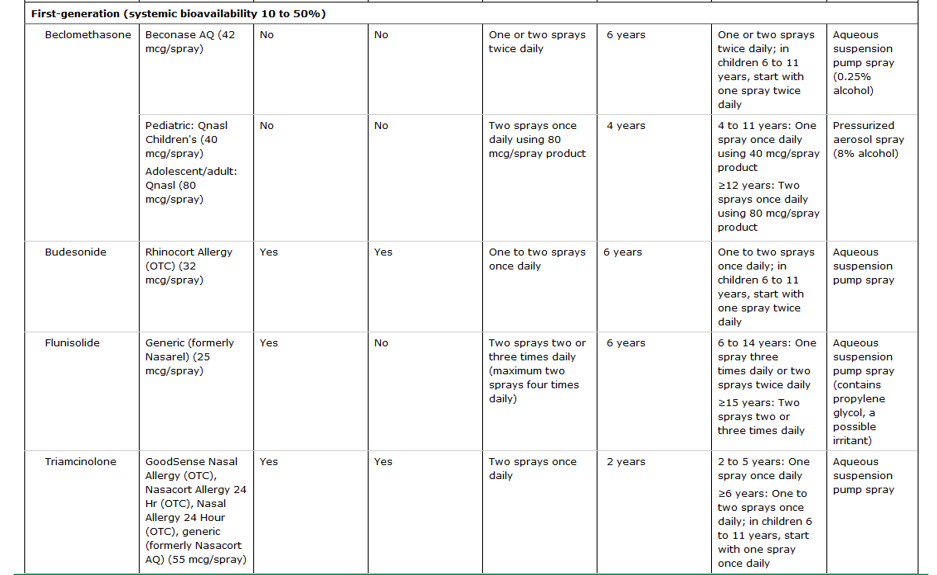 First-generation (systemic bioavailability 10 to 50%)
Beclomethasone
Beconase AQ (42
mcg/spray)
No
No
One or two sprays
twice daily
6 years
One or two sprays
twice daily; in
children 6 to 11
years, start with
one spray twice
daily
Aqueous
suspension
pump spray
(0.25%
alcohol)
Pediatric: Qnasl
Children's (40
mcg/spray)
Adolescent/adult:
Qnasl (80
mcg/spray)
No
No
Two sprays once
daily using 80
mcg/spray product
4 years
4 to 11 years: One
spray once daily
using 40 mcg/spray
product
≥12 years: Two
sprays once daily
using 80 mcg/spray
product
Pressurized
aerosol spray
(8% alcohol)
Budesonide
Rhinocort Allergy
(OTC) (32
mcg/spray)
Yes
Yes
One to two sprays
once daily
6 years
One to two sprays
once daily; in
children 6 to 11
years, start with
one spray twice
daily
Aqueous
suspension
pump spray
Flunisolide
Generic (formerly
Nasarel) (25
mcg/spray)
Yes
No
Two sprays two or
three times daily
(maximum two
sprays four times
daily)
6 years
6 to 14 years: One
spray three
times daily or two
sprays twice daily
≥15 years: Two
sprays two or
three times daily
Aqueous
suspension
pump spray
(contains
propylene
glycol, a
possible
irritant)
Triamcinolone
GoodSense Nasal
Allergy (OTC),
Nasacort Allergy 24
Hr (OTC), Nasal
Allergy 24 Hour
(OTC), generic
(formerly Nasacort
AQ) (55 mcg/spray)
Yes
Yes
Two sprays once
daily
2 years
2 to 5 years: One
spray once daily
≥6 years: One to
two sprays once
daily; in children 6
to 11 years, start
with one spray
once daily
Aqueous
suspension
pump spray